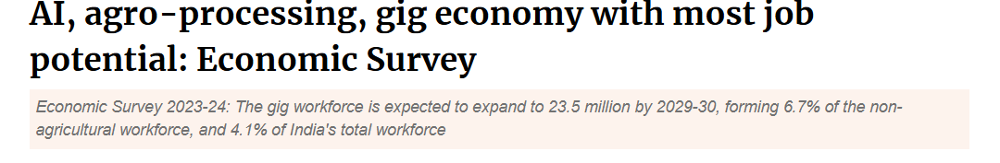 AI, agro-processing, gig economy with most job
potential: Economic Survey
Economic Survey 2023-24: The gig workforce is expected to expand to 23.5 million by 2029-30, forming 6.7% of the non-
agricultural workforce, and 4.1% of India's total workforce